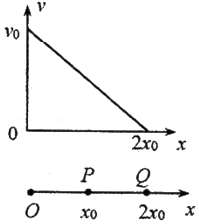 v
v₀
0
2x₀ x
P Q
O x₀ 2x₀ x